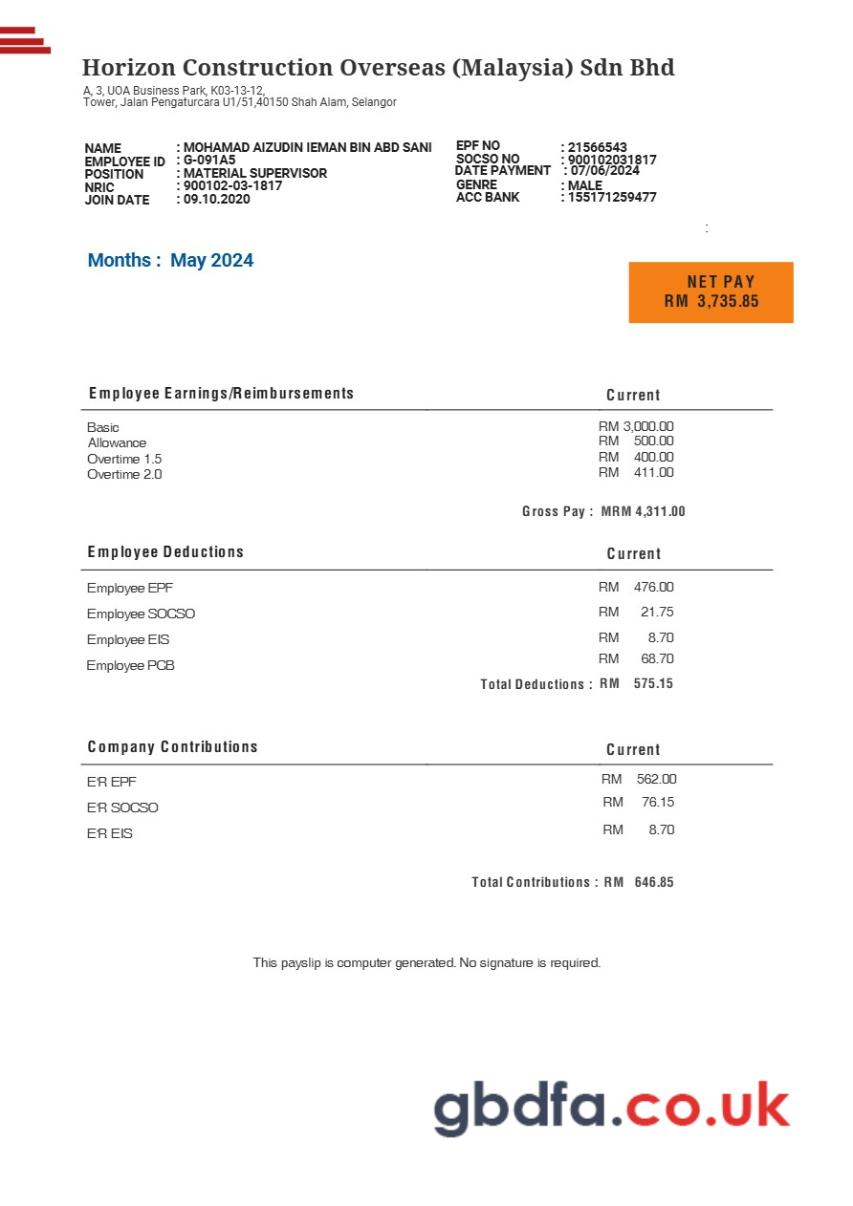 Horizon Construction Overseas (Malaysia) Sdn Bhd
A, 3, UOA Business Park, K03-13-12,
Tower, Jalan Pengaturcara U1/51,40150 Shah Alam, Selangor
NAME : MOHAMAD AIZUDIN IEMAN BIN ABD SANI EPF NO : 21566543
EMPLOYEE ID : G-091A5 SOCSO NO : 900102031817
POSITION : MATERIAL SUPERVISOR DATE PAYMENT : 07/06/2024
NRIC : 900102-03-1817 GENRE : MALE
JOIN DATE : 09.10.2020 ACC BANK : 155171259477
:
Months : May 2024
NET PAY
RM 3,735.85
Employee Earnings/Reimbursements Current
Basic RM 3,000.00
Allowance RM 500.00
Overtime 1.5 RM 400.00
Overtime 2.0 RM 411.00
Gross Pay : MRM 4,311.00
Employee Deductions Current
Employee EPF RM 476.00
Employee SOCSO RM 21.75
Employee EIS RM 8.70
Employee PCB RM 68.70
Total Deductions : RM 575.15
Company Contributions Current
E'R EPF RM 562.00
E'R SOCSO RM 76.15
E'R EIS RM 8.70
Total Contributions : RM 646.85
This payslip is computer generated. No signature is required.
gbdfa.co.uk